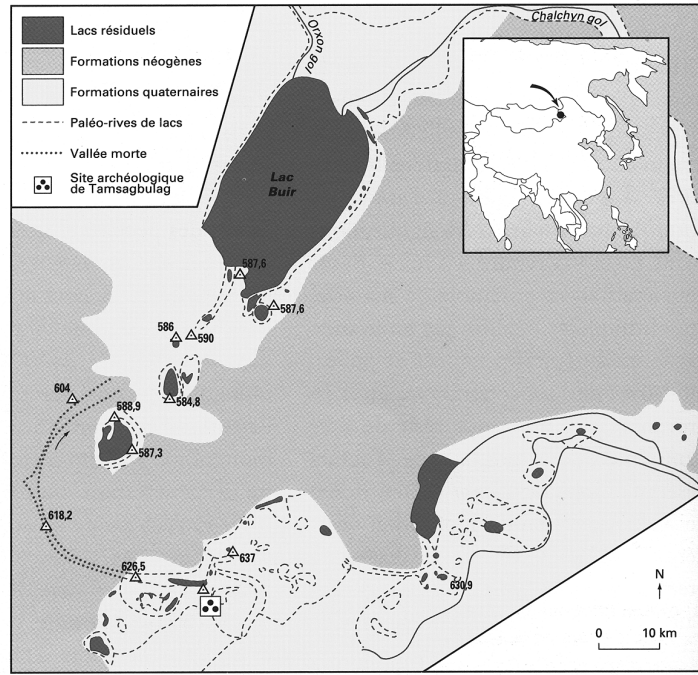 Lacs résiduels
Formations néogènes
Formations quaternaires
Paléo-rives de lacs
Vallée morte
Site archéologique
de Tamsagbulag
Orxon gol
Chalchyn gol
Lac
Buir
587,6
587,6
586
590
604
584,8
588,9
587,3
618,2
626,5
637
630,9
N
0 10 km